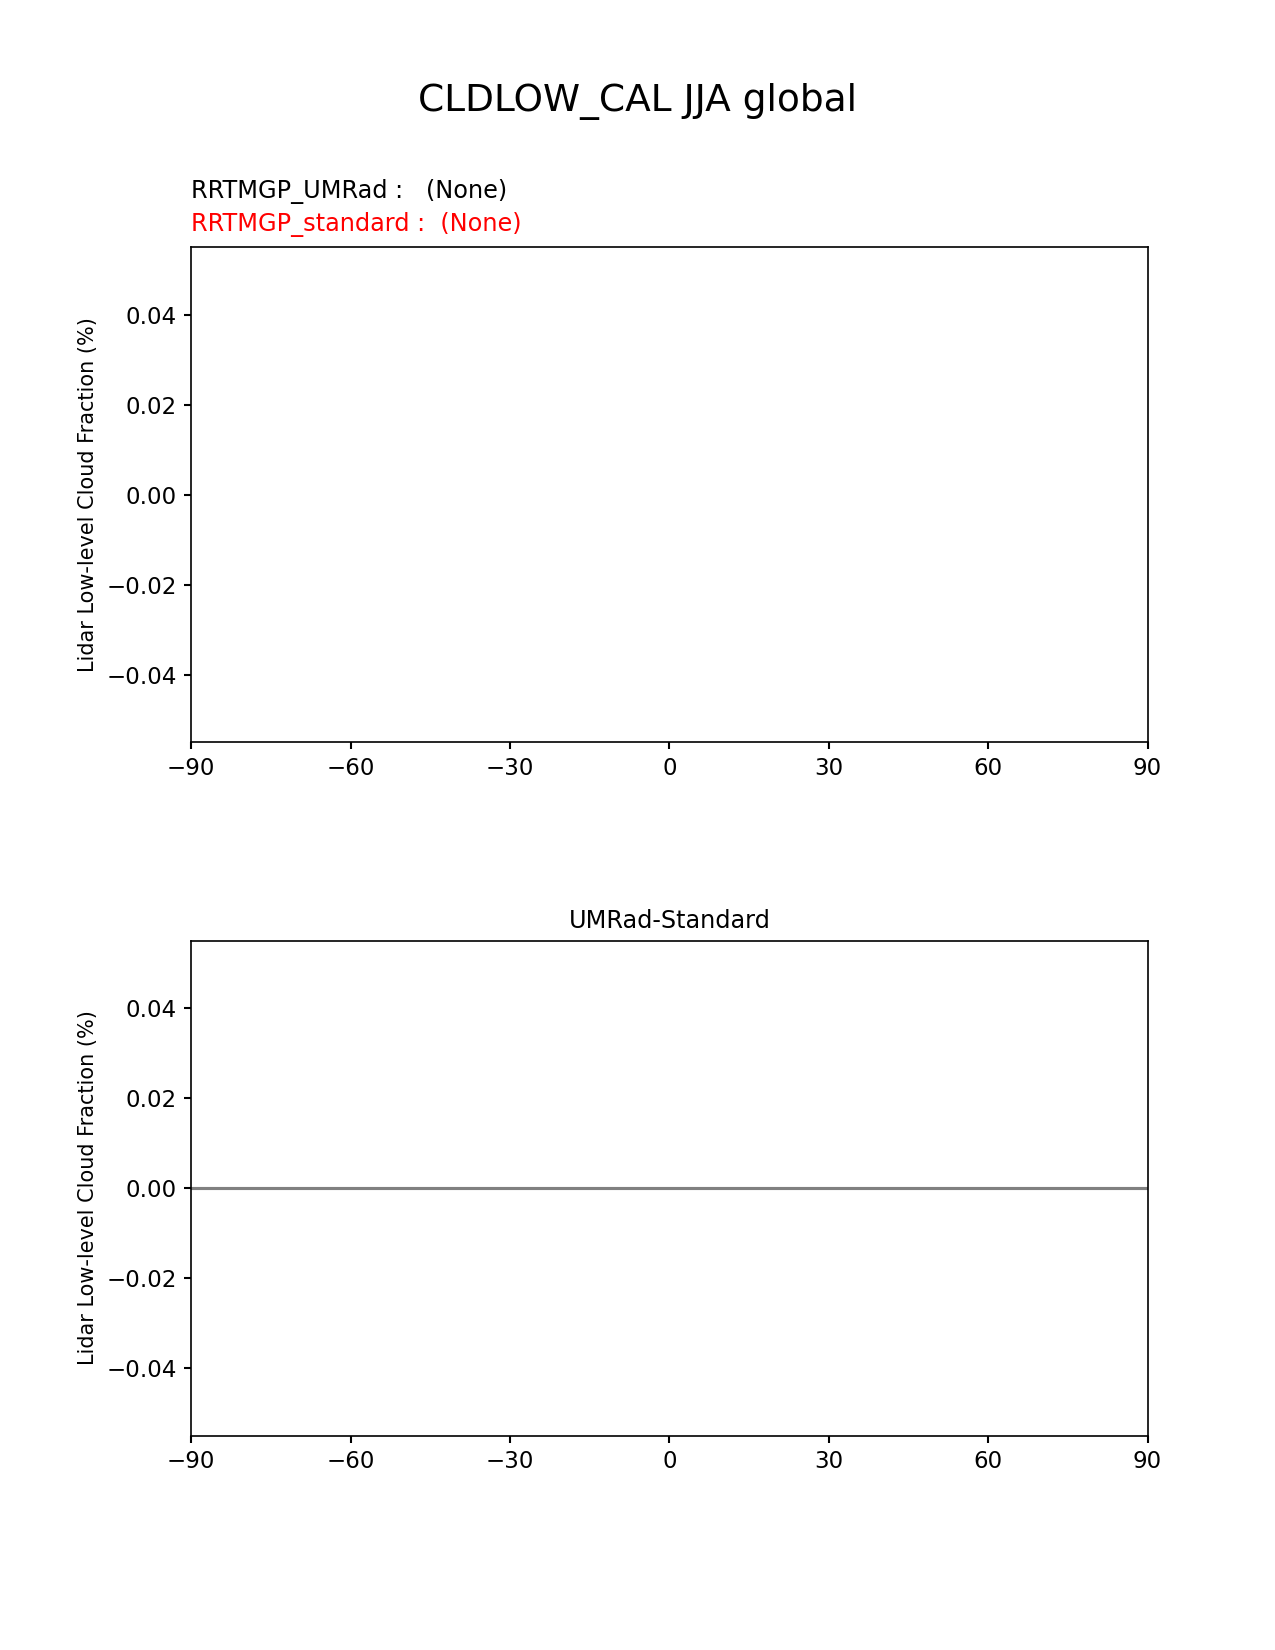 CLDLOW_CAL JJA global
RRTMGP_UMRad :   (None)
RRTMGP_standard :  (None)
Lidar Low-level Cloud Fraction (%)
0.04
0.02
0.00
−0.02
−0.04
−90 −60 −30 0 30 60 90
UMRad-Standard
Lidar Low-level Cloud Fraction (%)
0.04
0.02
0.00
−0.02
−0.04
−90 −60 −30 0 30 60 90